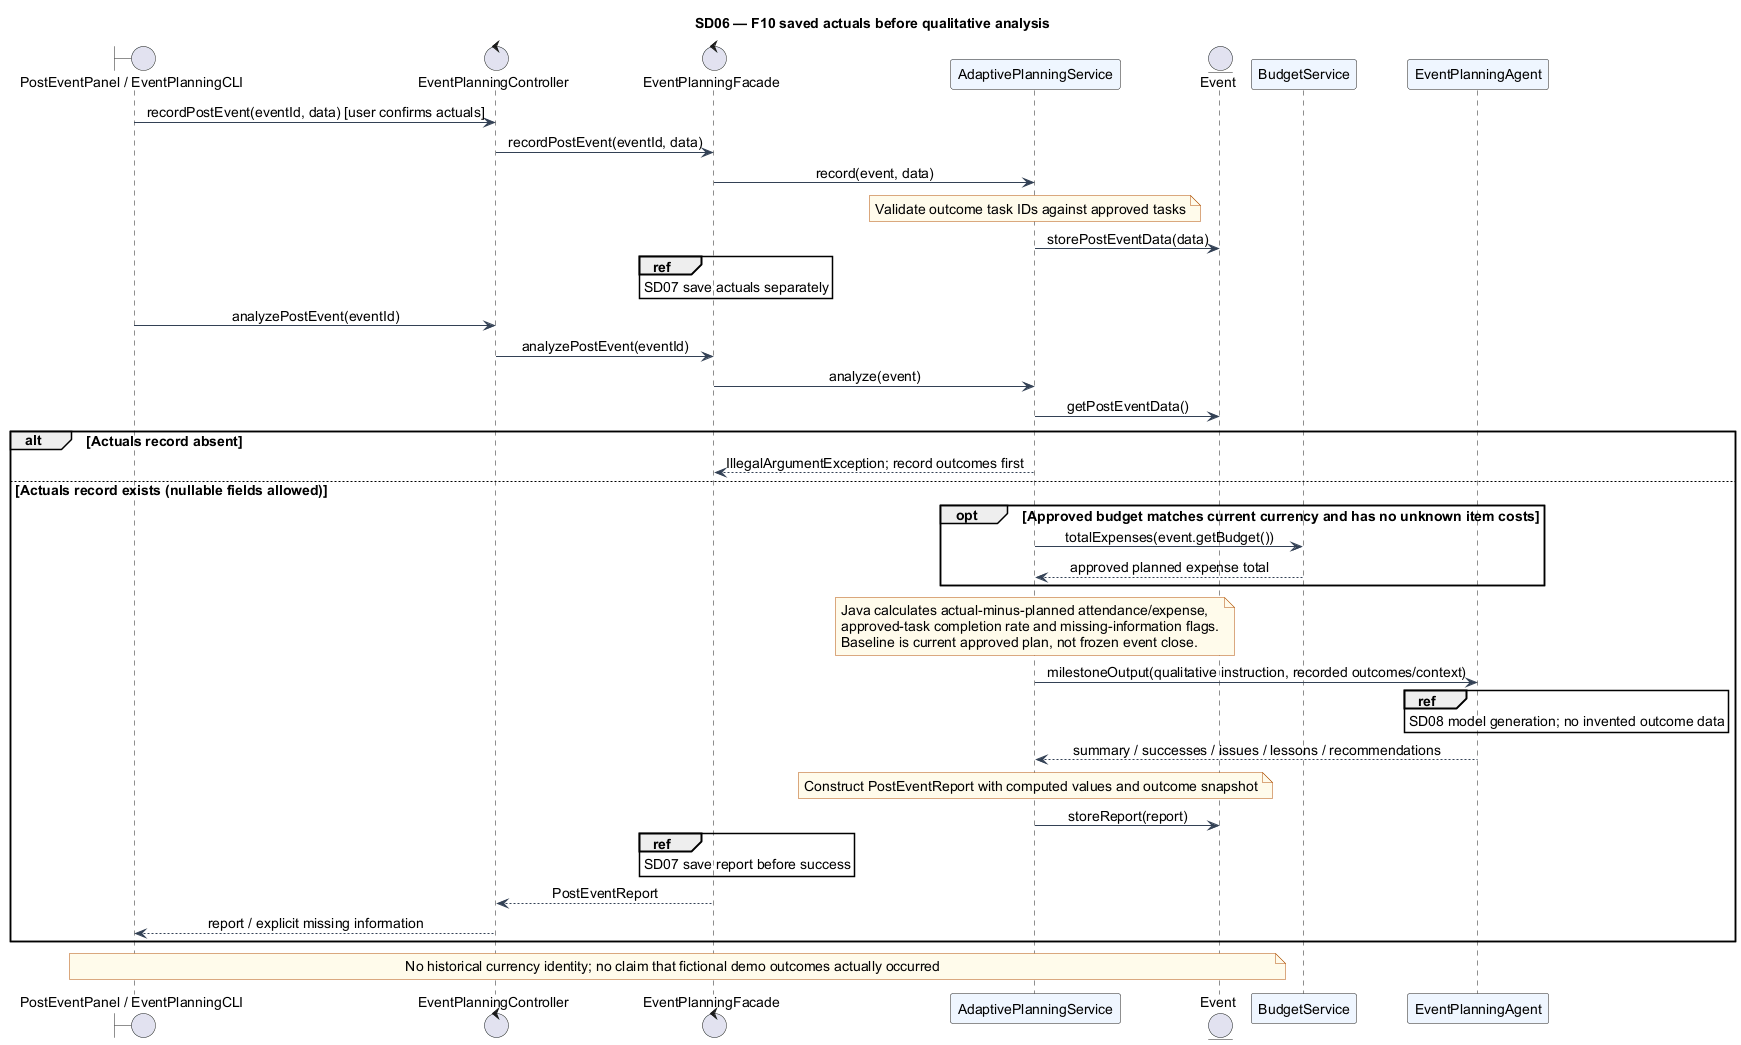 SD06 — F10 saved actuals before qualitative analysis
PostEventPanel / EventPlanningCLI
EventPlanningController
EventPlanningFacade
AdaptivePlanningService
Event
BudgetService
EventPlanningAgent
recordPostEvent(eventId, data) [user confirms actuals]
recordPostEvent(eventId, data)
record(event, data)
Validate outcome task IDs against approved tasks
storePostEventData(data)
ref
SD07 save actuals separately
analyzePostEvent(eventId)
analyzePostEvent(eventId)
analyze(event)
getPostEventData()
alt
[Actuals record absent]
IllegalArgumentException; record outcomes first
[Actuals record exists (nullable fields allowed)]
opt
[Approved budget matches current currency and has no unknown item costs]
totalExpenses(event.getBudget())
approved planned expense total
Java calculates actual-minus-planned attendance/expense,
approved-task completion rate and missing-information flags.
Baseline is current approved plan, not frozen event close.
milestoneOutput(qualitative instruction, recorded outcomes/context)
ref
SD08 model generation; no invented outcome data
summary / successes / issues / lessons / recommendations
Construct PostEventReport with computed values and outcome snapshot
storeReport(report)
ref
SD07 save report before success
PostEventReport
report / explicit missing information
No historical currency identity; no claim that fictional demo outcomes actually occurred
PostEventPanel / EventPlanningCLI
EventPlanningController
EventPlanningFacade
AdaptivePlanningService
Event
BudgetService
EventPlanningAgent